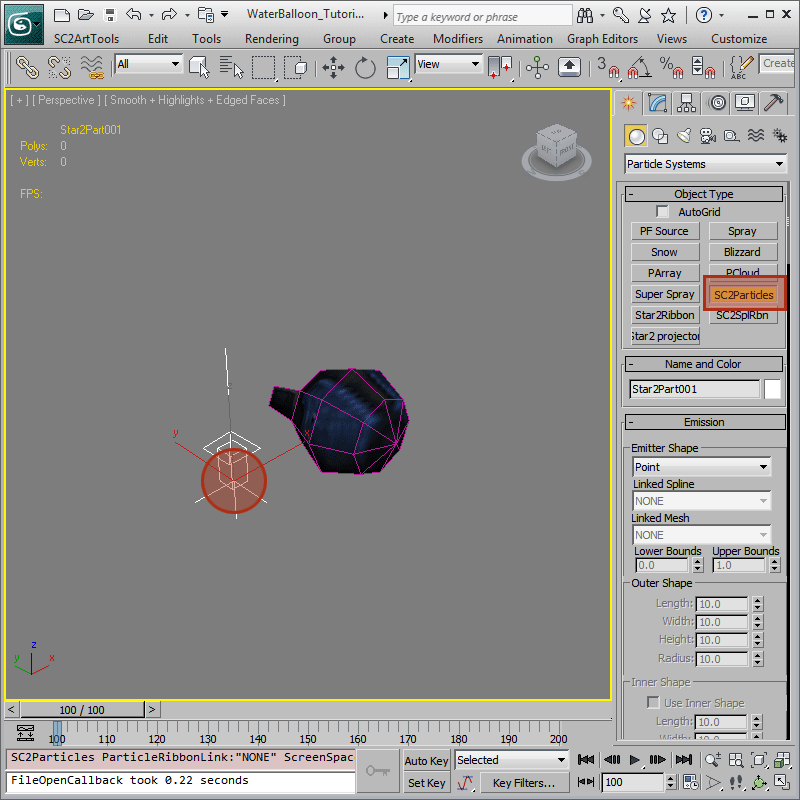 WaterBalloon_Tutori...
Type a keyword or phrase
SC2ArtTools Edit Tools Rendering Group Create Modifiers Animation Graph Editors Views Customize
All
View
3
%
ABC
Create
[ + ] [ Perspective ] [ Smooth + Highlights + Edged Faces ]
Star2Part001
Polys: 0
Verts: 0
FPS:
y
x
z
y
x
Particle Systems
- Object Type
AutoGrid
PF Source Spray
Snow Blizzard
PArray PCloud
Super Spray SC2Particles
Star2Ribbon SC2SplRbn
Star2 projector
- Name and Color
Star2Part001
- Emission
Emitter Shape
Point
Linked Spline
NONE
Linked Mesh
NONE
Lower Bounds Upper Bounds
0.0 1.0
Outer Shape
Length: 10.0
Width: 10.0
Height: 10.0
Radius: 10.0
Inner Shape
Use Inner Shape
Length: 10.0
Width: 10.0
< 100 / 100 >
100 110 120 130 140 150 160 170 180 190 200
SC2Particles ParticleRibbonLink:"NONE" ScreenSpac
FileOpenCallback took 0.22 seconds
Auto Key Selected
Set Key Key Filters...
100